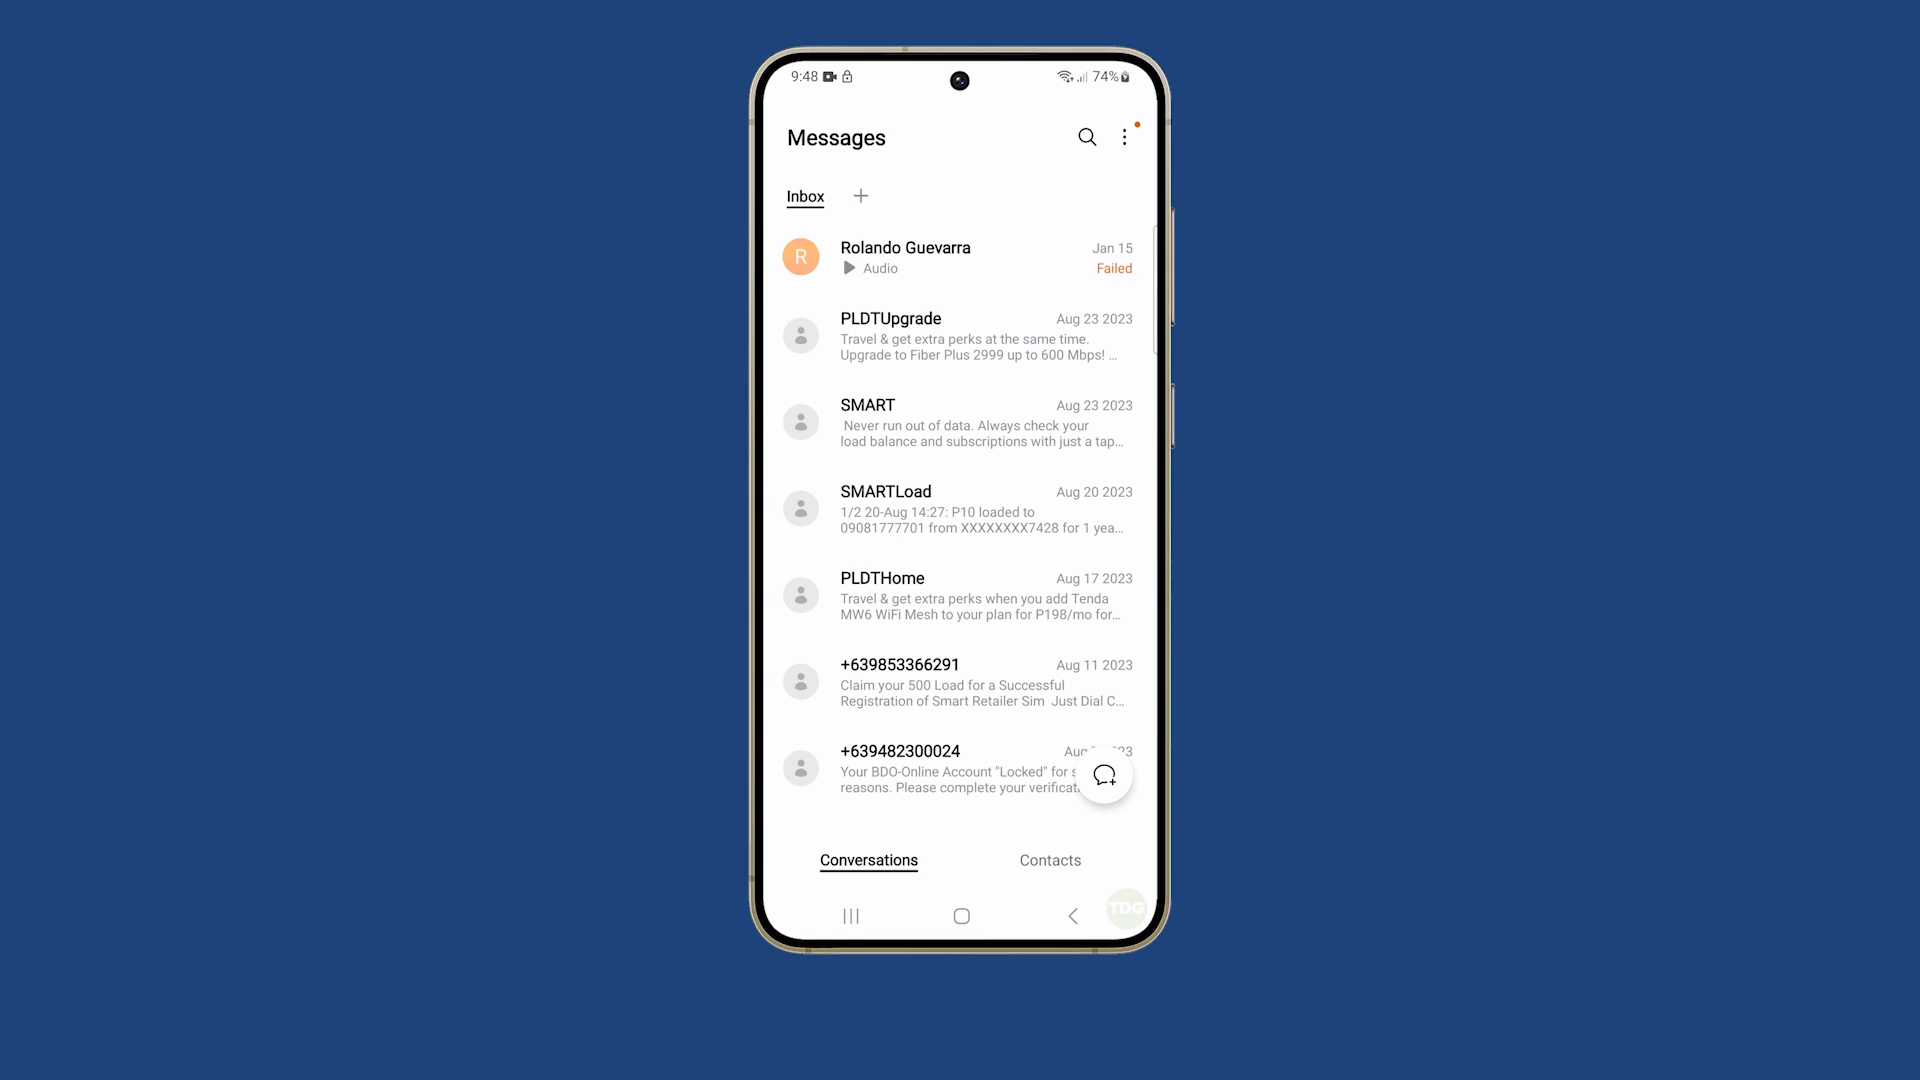 9:48 74%
Messages
Inbox
R Rolando Guevarra Jan 15
Audio Failed
PLDTUpgrade Aug 23 2023
Travel & get extra perks at the same time.
Upgrade to Fiber Plus 2999 up to 600 Mbps! ...
SMART Aug 23 2023
Never run out of data. Always check your
load balance and subscriptions with just a tap...
SMARTLoad Aug 20 2023
1/2 20-Aug 14:27: P10 loaded to
09081777701 from XXXXXXXX7428 for 1 yea...
PLDTHome Aug 17 2023
Travel & get extra perks when you add Tenda
MW6 WiFi Mesh to your plan for P198/mo for...
+639853366291 Aug 11 2023
Claim your 500 Load for a Successful
Registration of Smart Retailer Sim Just Dial C...
+639482300024 Aug
Your BDO-Online Account "Locked" for
reasons. Please complete your
Conversations Contacts
TDG